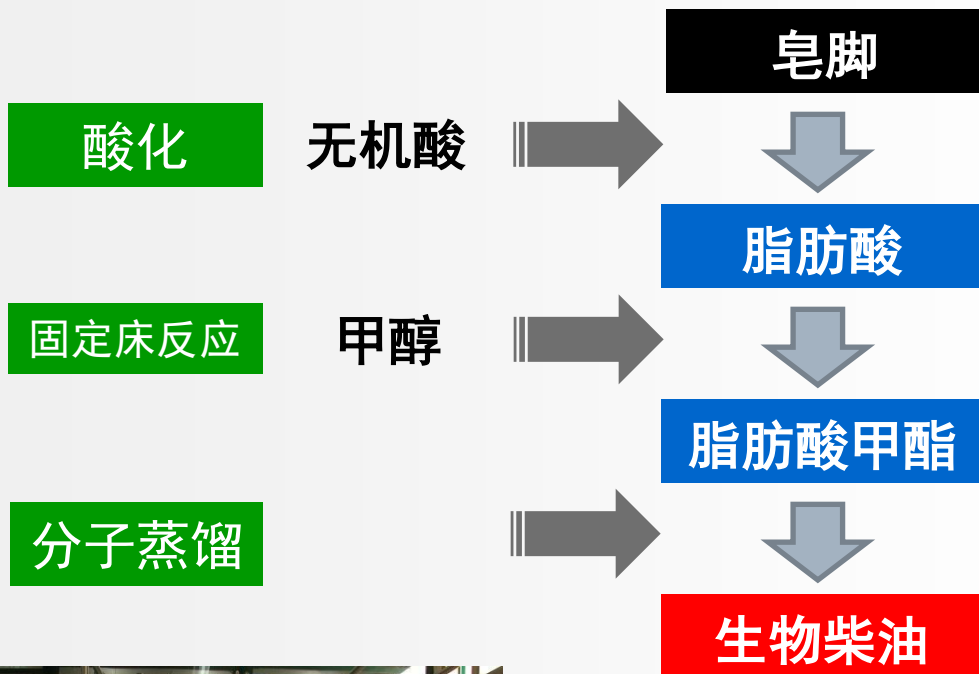 皂脚
酸化 无机酸
脂肪酸
固定床反应 甲醇
脂肪酸甲酯
分子蒸馏
生物柴油